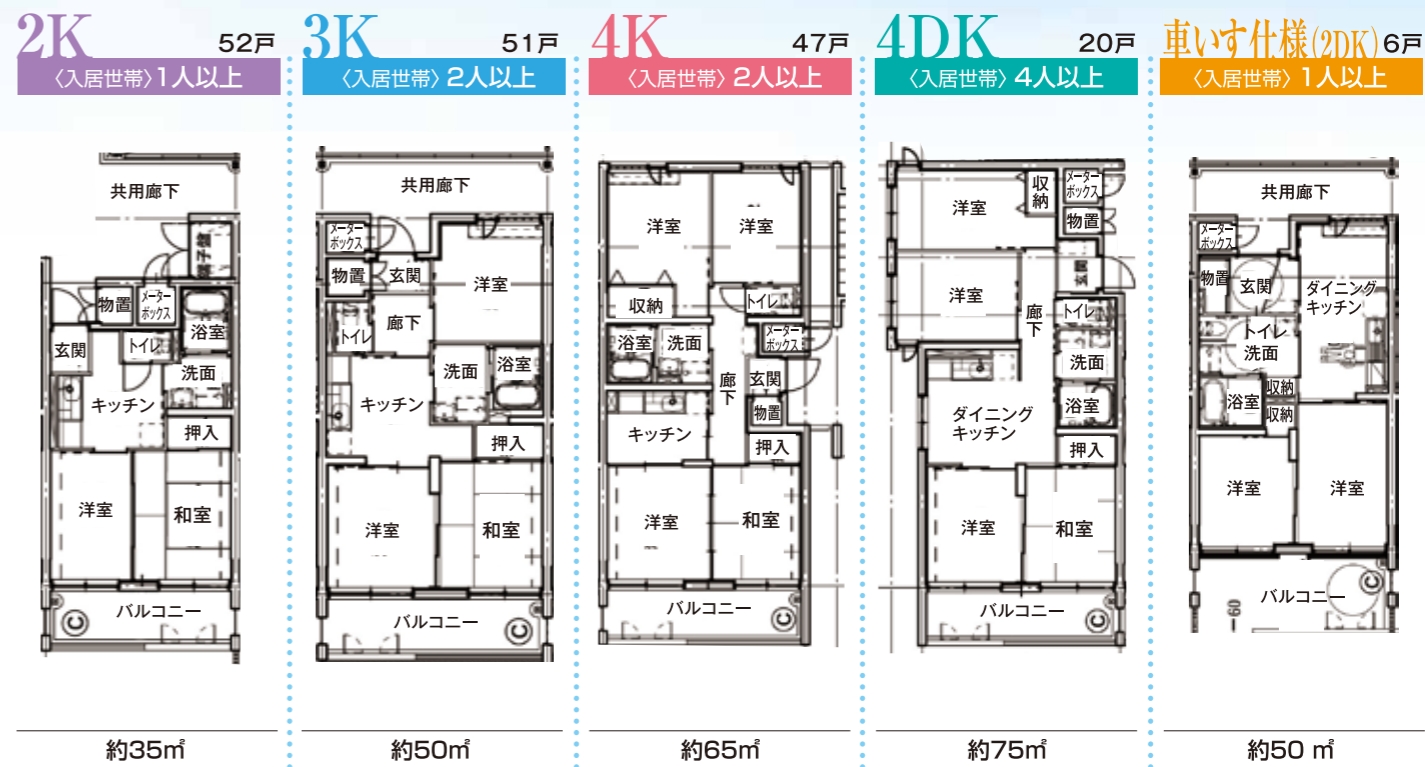 2K 52戸
〈入居世帯〉1人以上
共用廊下
物置
メーター
ボックス
浴室
玄関
トイレ
洗面
キッチン
押入
洋室
和室
バルコニー
C
約35㎡
3K 51戸
〈入居世帯〉2人以上
共用廊下
メーター
ボックス
物置
玄関
洋室
トイレ
廊下
洗面
浴室
キッチン
押入
洋室
和室
バルコニー
C
約50㎡
4K 47戸
〈入居世帯〉2人以上
洋室
洋室
収納
トイレ
浴室
洗面
メーター
ボックス
廊下
玄関
物置
キッチン
押入
洋室
和室
バルコニー
C
約65㎡
4DK 20戸
〈入居世帯〉4人以上
洋室
収納
メーター
ボックス
物置
玄関
洋室
廊下
トイレ
洗面
ダイニング
キッチン
浴室
押入
洋室
和室
バルコニー
C
約75㎡
車いす仕様(2DK) 6戸
〈入居世帯〉1人以上
共用廊下
メーター
ボックス
物置
玄関
ダイニング
キッチン
トイレ
洗面
収納
浴室
収納
洋室
洋室
バルコニー
C
60
約50 ㎡